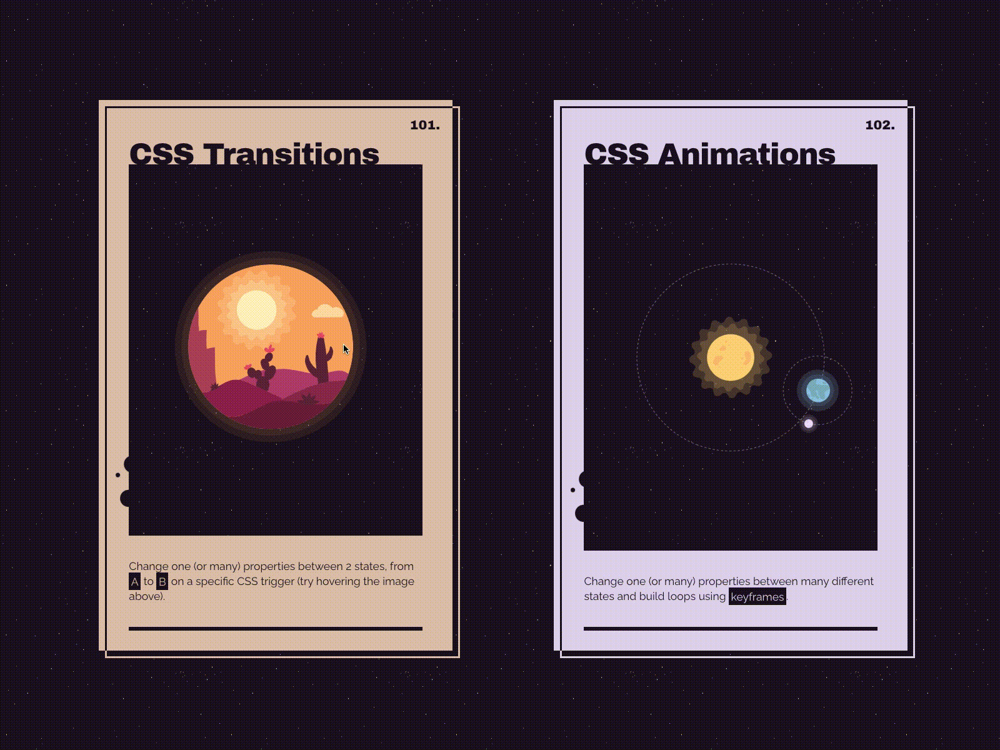 101.
CSS Transitions
Change one (or many) properties between 2 states, from
A to B on a specific CSS trigger (try hovering the image
above).
102.
CSS Animations
Change one (or many) properties between many different
states and build loops using keyframes.